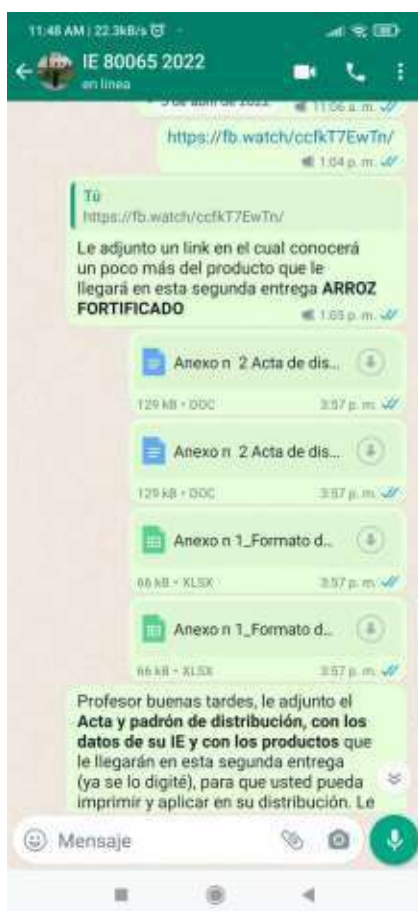 11:48 AM | 22.3kB/s
IE 80065 2022
en línea
5 de abril de 2022
11:06 a. m.
https://fb.watch/ccfkT7EwTn/
1:04 p. m.
Tú
https://fb.watch/ccfkT7EwTn/
Le adjunto un link en el cual conocerá
un poco más del producto que le
llegará en esta segunda entrega ARROZ
FORTIFICADO
1:05 p. m.
Anexo n 2 Acta de dis...
129 kB • DOC
3:57 p. m.
Anexo n 2 Acta de dis...
129 kB • DOC
3:57 p. m.
Anexo n 1_Formato d...
66 kB • XLSX
3:57 p. m.
Anexo n 1_Formato d...
66 kB • XLSX
3:57 p. m.
Profesor buenas tardes, le adjunto el
Acta y padrón de distribución, con los
datos de su IE y con los productos que
le llegarán en esta segunda entrega
(ya se lo digité), para que usted pueda
imprimir y aplicar en su distribución. Le
Mensaje